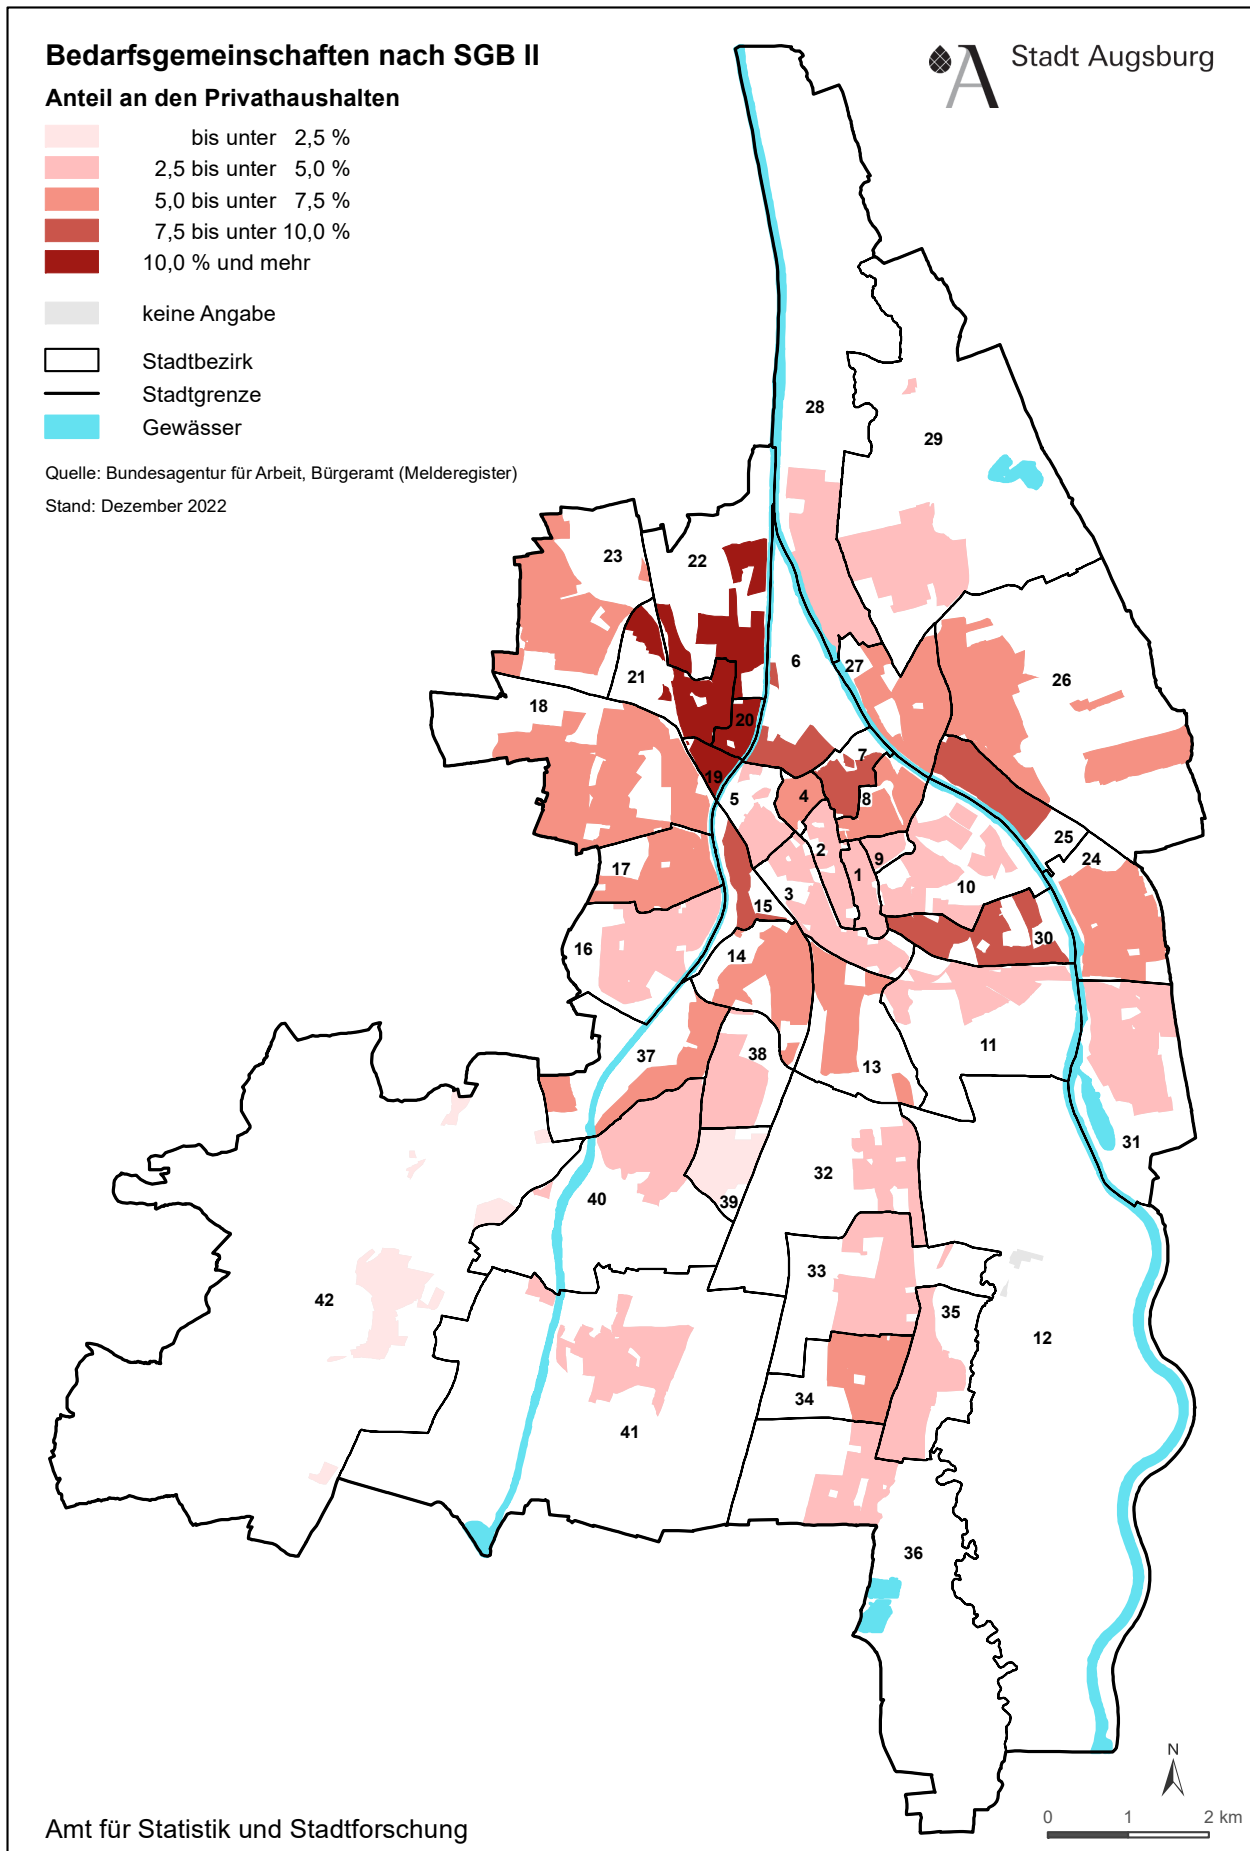 Bedarfsgemeinschaften nach SGB II
Stadt Augsburg
Anteil an den Privathaushalten
bis unter 2,5 %
2,5 bis unter 5,0 %
5,0 bis unter 7,5 %
7,5 bis unter 10,0 %
10,0 % und mehr
keine Angabe
Stadtbezirk
Stadtgrenze
Gewässer
Quelle: Bundesagentur für Arbeit, Bürgeramt (Melderegister)
Stand: Dezember 2022
28
29
23
22
6
27
21
26
18
20
7
19
5
4
8
25
2
9
24
17
1
10
3
15
30
16
14
11
37
38
13
31
32
40
39
33
42
35
12
34
41
36
N
0 1 2 km
Amt für Statistik und Stadtforschung